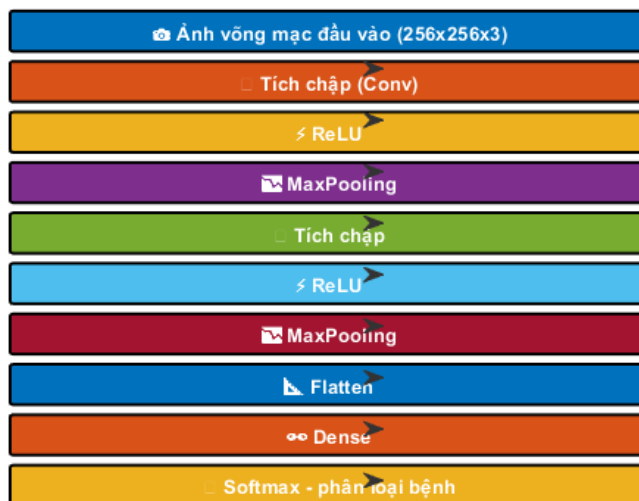 Ảnh võng mạc đầu vào (256x256x3)
Tích chập (Conv)
ReLU
MaxPooling
Tích chập
ReLU
MaxPooling
Flatten
Dense
Softmax - phân loại bệnh